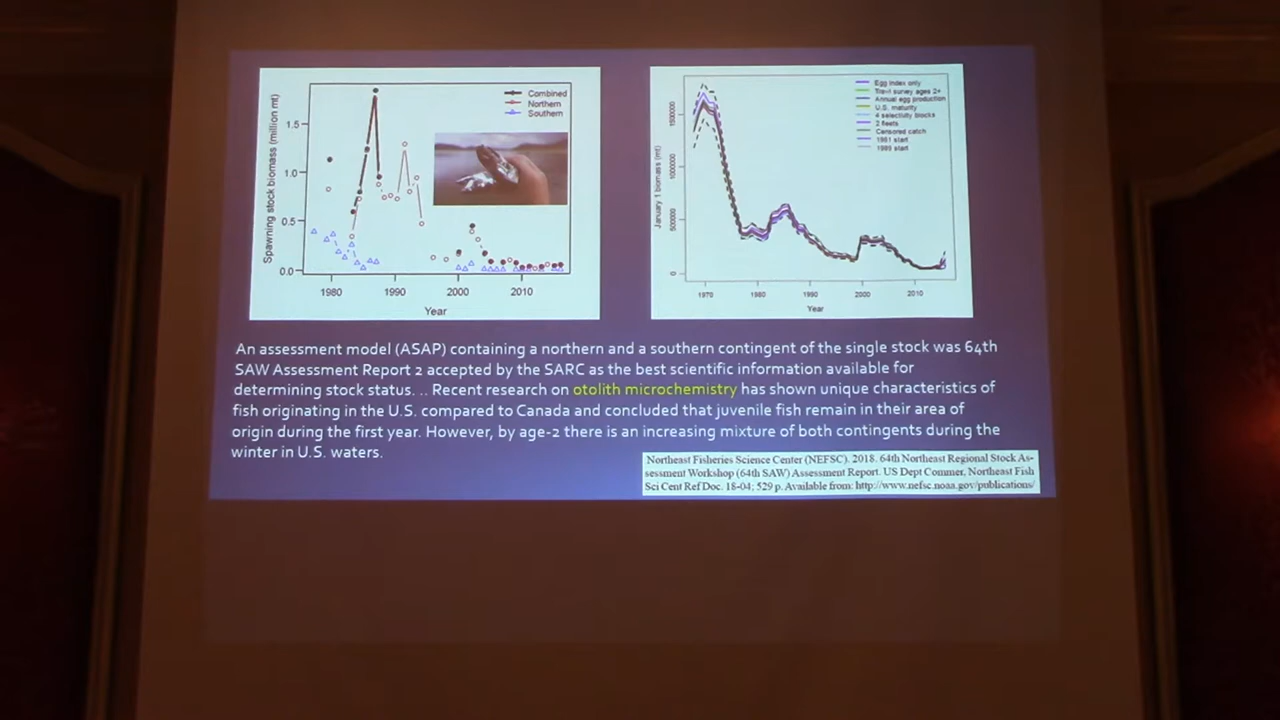 Combined
Northern
Southern
Spawning stock biomass (million mt)
1.5
1.0
0.5
0.0
1980 1990 2000 2010
Year
Egg index only
Trawl survey ages 2+
Annual egg production
U.S. maturity
4 selectivity blocks
2 fleets
Censored catch
1981 start
1999 start
January 1 biomass (mt)
1500000
1000000
500000
0
1970 1980 1990 2000 2010
Year
An assessment model (ASAP) containing a northern and a southern contingent of the single stock was 64th
SAW Assessment Report 2 accepted by the SARC as the best scientific information available for
determining stock status. .. Recent research on otolith microchemistry has shown unique characteristics of
fish originating in the U.S. compared to Canada and concluded that juvenile fish remain in their area of
origin during the first year. However, by age-2 there is an increasing mixture of both contingents during the
winter in U.S. waters.
Northeast Fisheries Science Center (NEFSC). 2018. 64th Northeast Regional Stock As-
sessment Workshop (64th SAW) Assessment Report. US Dept Commer, Northeast Fish
Sci Cent Ref Doc. 18-04; 529 p. Available from: http://www.nefsc.noaa.gov/publications/